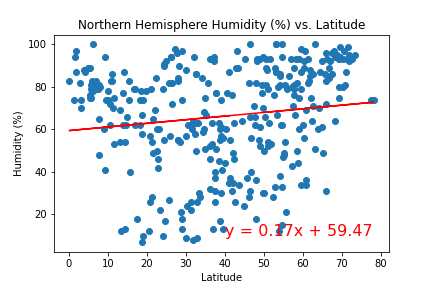 Northern Hemisphere Humidity (%) vs. Latitude
100
80
60
40
20
Humidity (%)
y = 0.17x + 59.47
0 10 20 30 40 50 60 70 80
Latitude